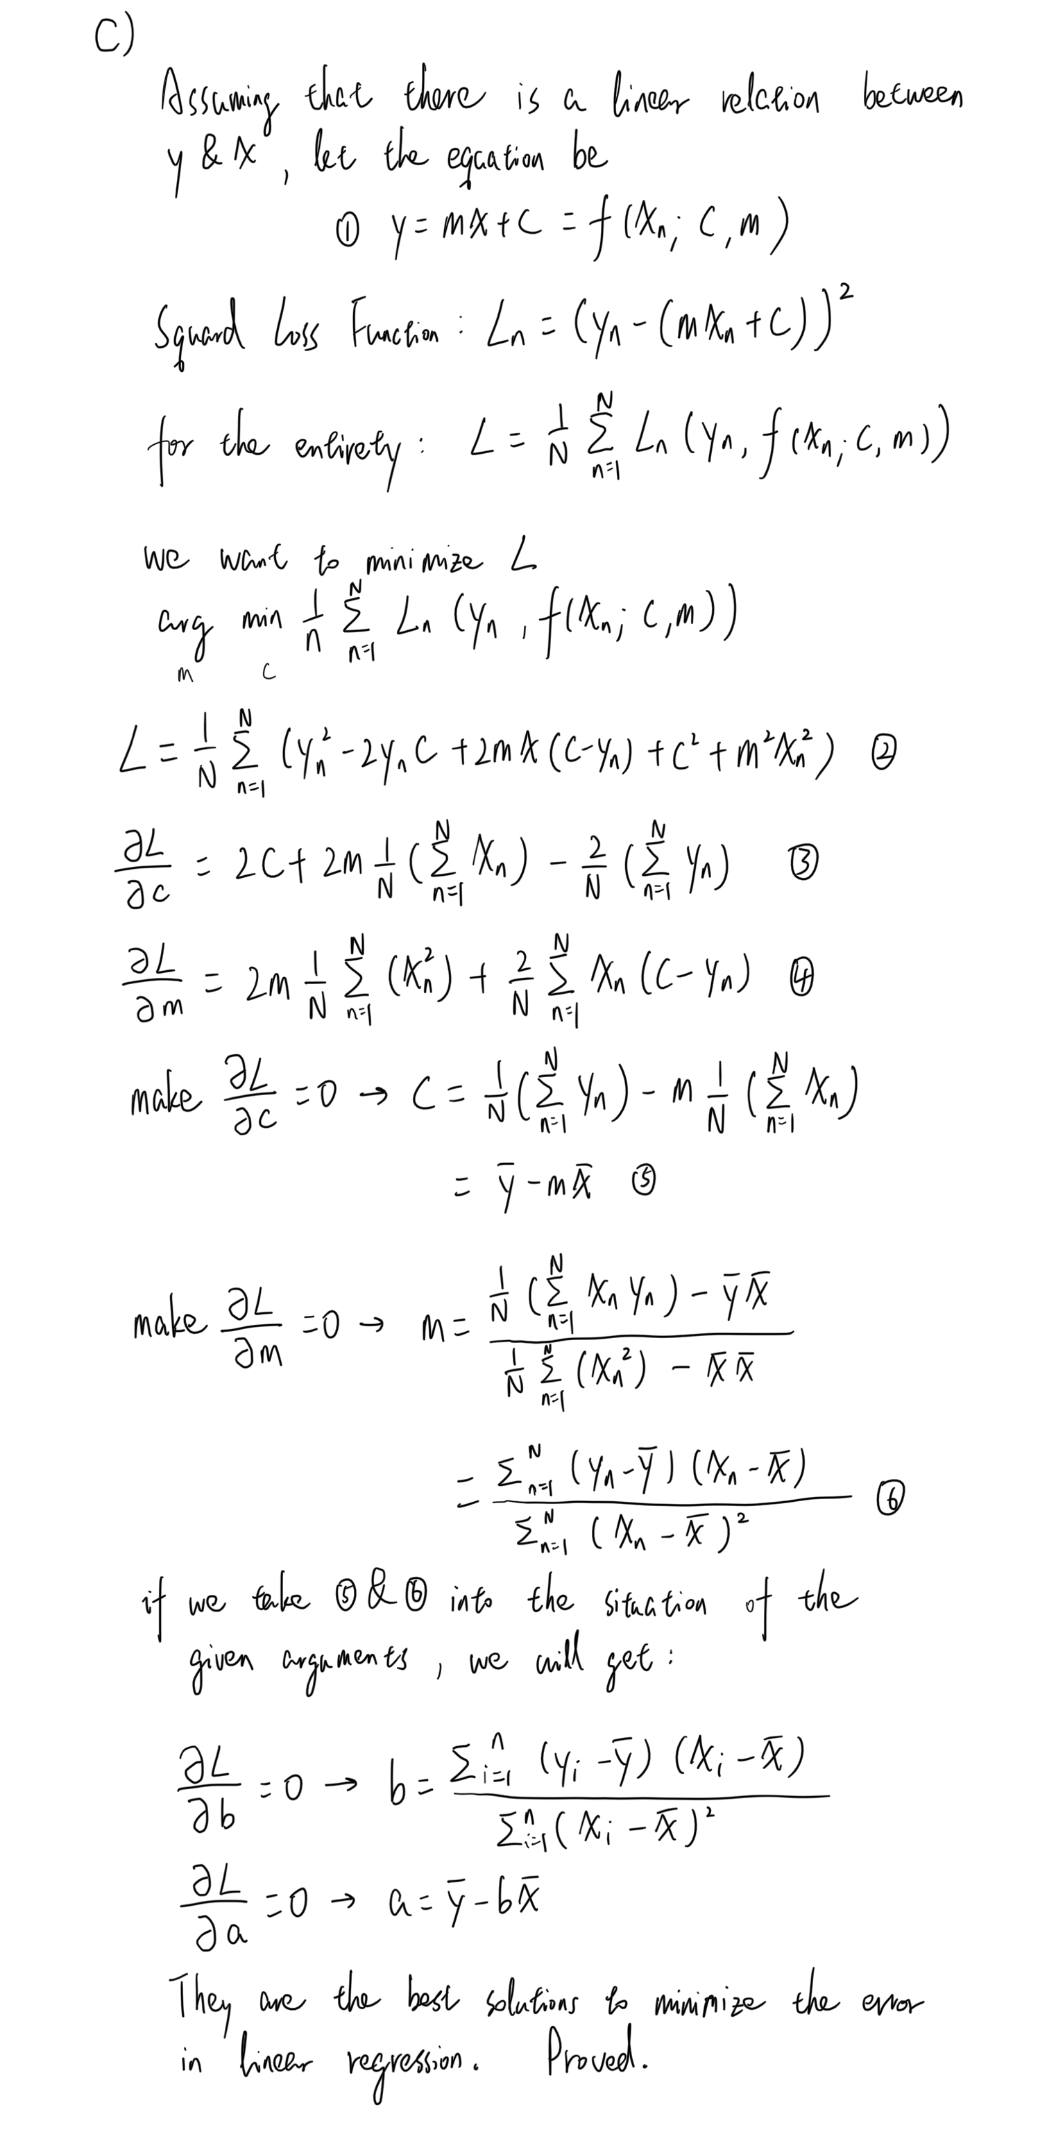 C)
Assuming that there is a linear relation between
y & x, let the equation be
① y = mx + c = f(xₙ; c, m)
Squard Loss Function : Lₙ = (yₙ - (mxₙ + c))²
for the entirety : L = 1/N Σₙ₌₁ᴺ Lₙ (yₙ, f(xₙ; c, m))
we want to minimize L
arg min 1/n Σₙ₌₁ᴺ Lₙ (yₙ, f(xₙ; c, m))
m c
L = 1/N Σₙ₌₁ᴺ (yₙ² - 2yₙc + 2mx(c - yₙ) + c² + m²xₙ²) ②
∂L/∂c = 2c + 2m 1/N (Σₙ₌₁ᴺ xₙ) - 2/N (Σₙ₌₁ᴺ yₙ) ③
∂L/∂m = 2m 1/N Σₙ₌₁ᴺ (xₙ²) + 2/N Σₙ₌₁ᴺ xₙ (c - yₙ) ④
make ∂L/∂c = 0 → c = 1/N (Σₙ₌₁ᴺ yₙ) - m 1/N (Σₙ₌₁ᴺ xₙ)
= ȳ - mx̄ ⑤
make ∂L/∂m = 0 → m = (1/N (Σₙ₌₁ᴺ xₙyₙ) - ȳx̄) / (1/N Σₙ₌₁ᴺ (xₙ²) - x̄x̄)
= Σₙ₌₁ᴺ (yₙ - ȳ)(xₙ - x̄) / Σₙ₌₁ᴺ (xₙ - x̄)² ⑥
if we take ⑤ & ⑥ into the situation of the
given arguments, we will get :
∂L/∂b = 0 → b = Σᵢ₌₁ⁿ (yᵢ - ȳ)(xᵢ - x̄) / Σᵢ₌₁ⁿ (xᵢ - x̄)²
∂L/∂a = 0 → a = ȳ - bx̄
They are the best solutions to minimize the error
in linear regression. Proved.